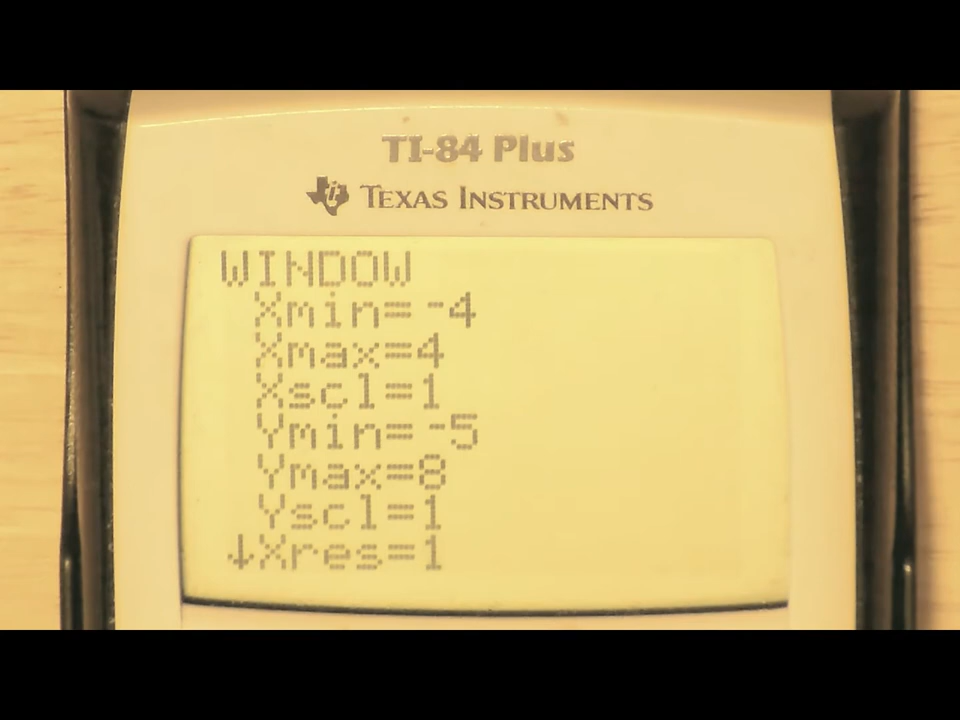 TI-84 Plus
TEXAS INSTRUMENTS
WINDOW
Xmin=-4
Xmax=4
Xscl=1
Ymin=-5
Ymax=8
Yscl=1
↓Xres=1